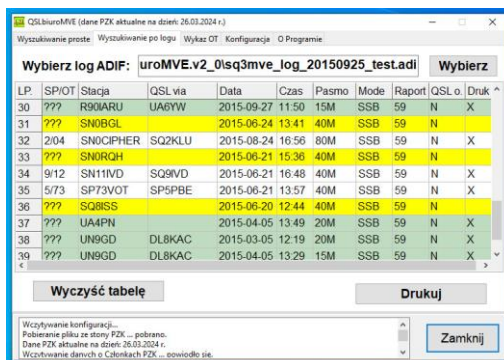 QSLbiuroMVE (dane PZK aktualne na dzień: 26.03.2024 r.)
Wyszukiwanie proste Wyszukiwanie po logu Wykaz OT Konfiguracja O Programie
Wybierz log ADIF: uroMVE.v2_0\sq3mve_log_20150925_test.adi Wybierz
LP. SP/OT Stacja QSL via Data Czas Pasmo Mode Raport QSL o. Druk
30 ??? R90IARU UA6YW 2015-09-27 11:50 15M SSB 59 N X
31 ??? SN0BGL 2015-06-24 13:41 40M SSB 59 N
32 2/04 SN0CIPHER SQ2KLU 2015-08-24 16:56 80M SSB 59 N X
33 ??? SN0RQH 2015-06-21 15:36 40M SSB 59 N
34 9/12 SN11IVD SQ9IVD 2015-06-21 16:48 40M SSB 59 N X
35 5/73 SP73VOT SP5PBE 2015-06-21 13:57 40M SSB 59 N X
36 ??? SQ8ISS 2015-06-20 12:44 40M SSB 59 N
37 ??? UA4PN 2015-04-05 13:49 20M SSB 59 N X
38 ??? UN9GD DL8KAC 2015-03-05 12:19 20M SSB 59 N X
39 ??? UN9GD DL8KAC 2015-04-05 13:29 15M SSB 59 N X
Wyczyść tabelę Drukuj
Wczytywanie konfiguracji...
Pobieranie pliku ze stony PZK ... pobrano.
Dane PZK aktualne na dzień: 26.03.2024 r.
Wczytywanie danych o Członkach PZK ... powiodło się.
Zamknij